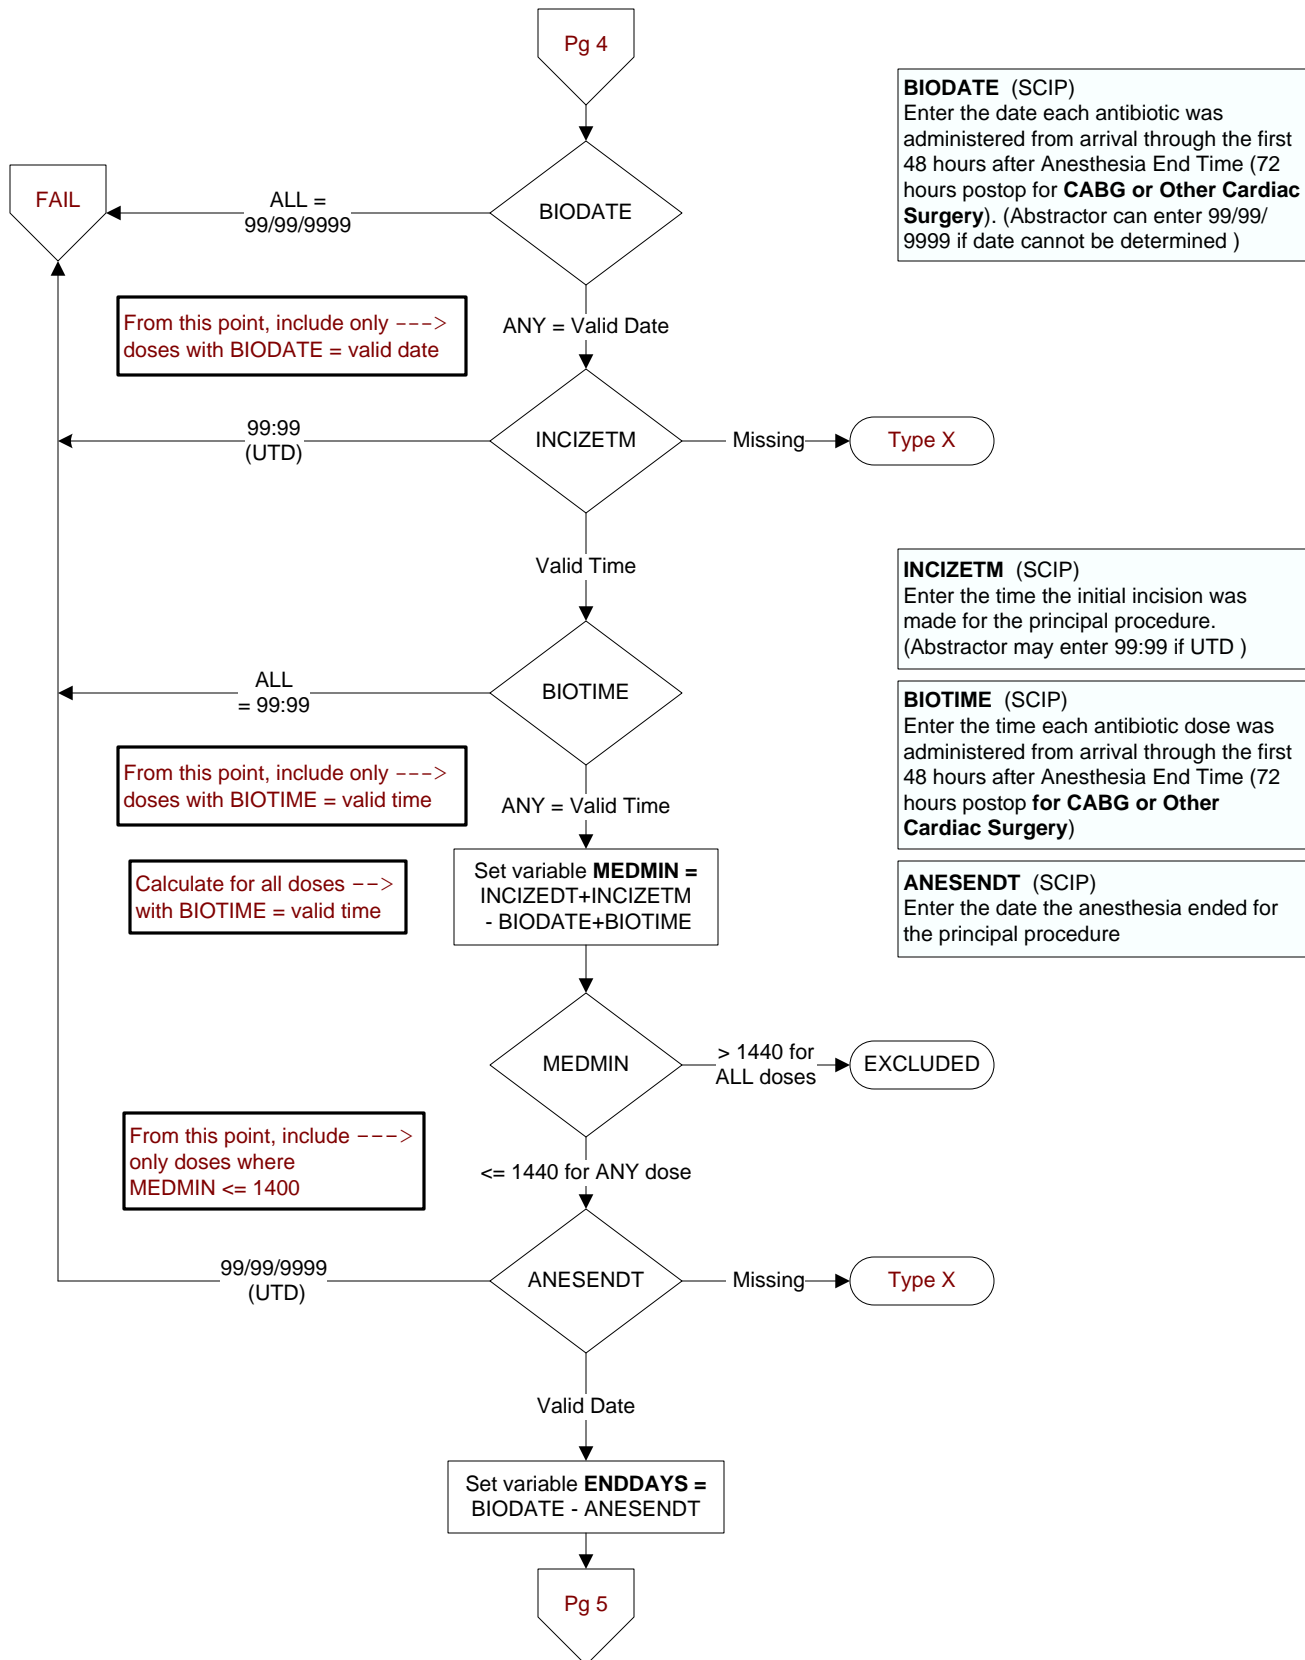 Pg 4
BIODATE (SCIP)
Enter the date each antibiotic was
administered from arrival through the first
48 hours after Anesthesia End Time (72
hours postop for CABG or Other Cardiac
Surgery). (Abstractor can enter 99/99/
9999 if date cannot be determined )
FAIL
ALL =
99/99/9999
BIODATE
From this point, include only --->
doses with BIODATE = valid date
ANY = Valid Date
99:99
(UTD)
INCIZETM
Missing
Type X
Valid Time
INCIZETM (SCIP)
Enter the time the initial incision was
made for the principal procedure.
(Abstractor may enter 99:99 if UTD )
ALL
= 99:99
BIOTIME
BIOTIME (SCIP)
Enter the time each antibiotic dose was
administered from arrival through the first
48 hours after Anesthesia End Time (72
hours postop for CABG or Other
Cardiac Surgery)
From this point, include only --->
doses with BIOTIME = valid time
ANY = Valid Time
Calculate for all doses -->
with BIOTIME = valid time
Set variable MEDMIN =
INCIZEDT+INCIZETM
- BIODATE+BIOTIME
ANESENDT (SCIP)
Enter the date the anesthesia ended for
the principal procedure
MEDMIN
> 1440 for
ALL doses
EXCLUDED
From this point, include --->
only doses where
MEDMIN <= 1400
<= 1440 for ANY dose
99/99/9999
(UTD)
ANESENDT
Missing
Type X
Valid Date
Set variable ENDDAYS =
BIODATE - ANESENDT
Pg 5